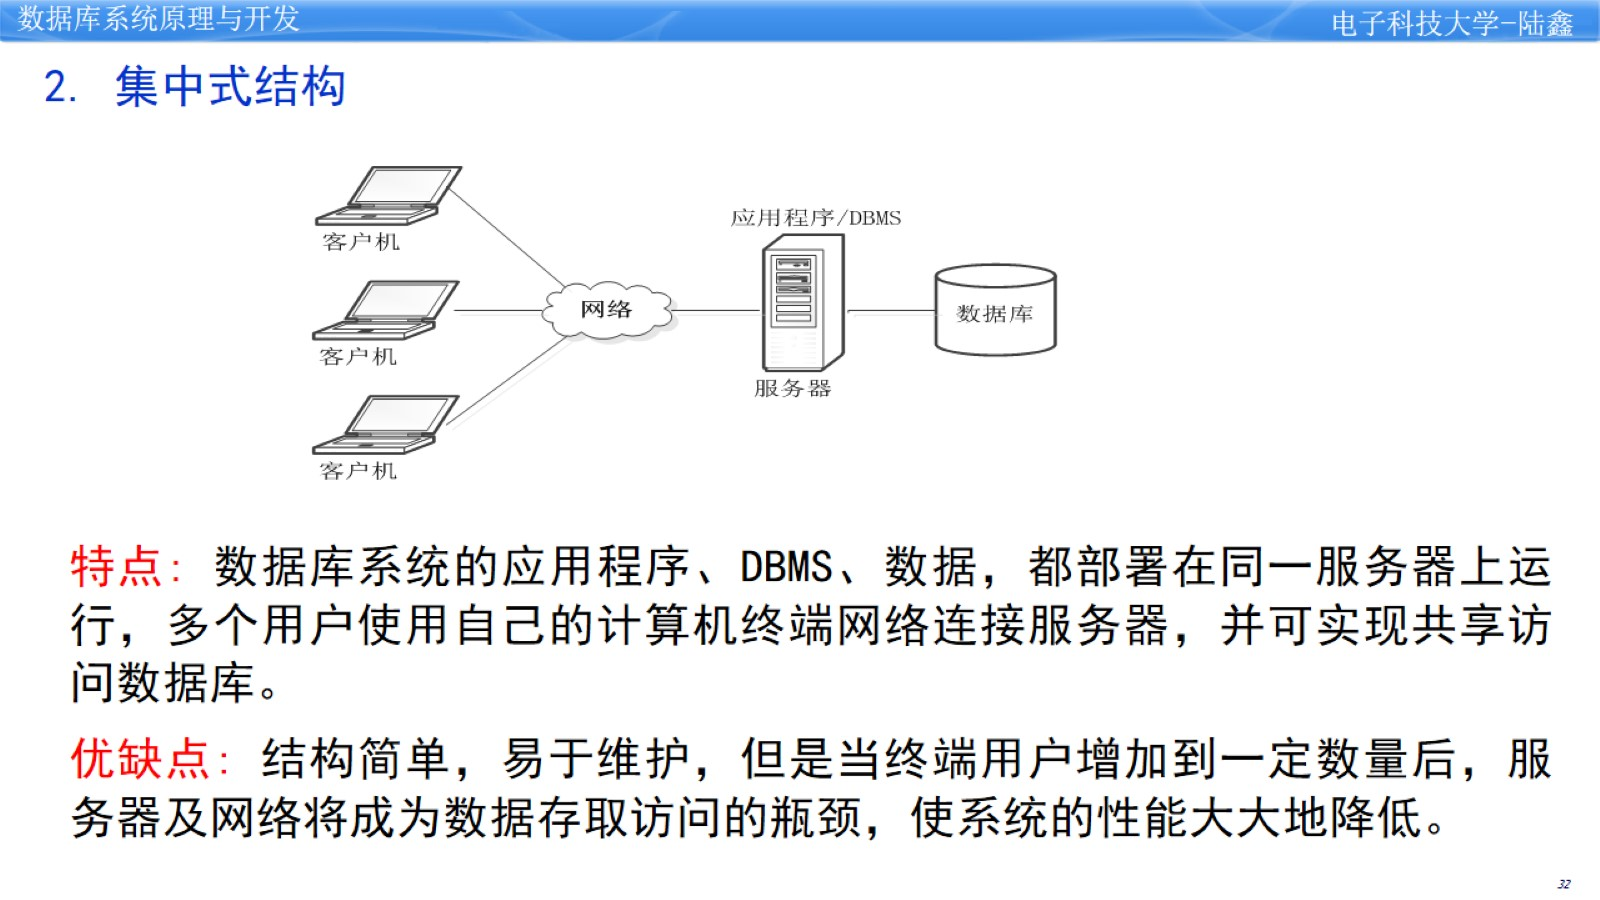 数据库系统原理与开发
电子科技大学-陆鑫
2. 集中式结构
客户机
应用程序/DBMS
网络
数据库
客户机
服务器
客户机
特点: 数据库系统的应用程序、DBMS、数据，都部署在同一服务器上运
行，多个用户使用自己的计算机终端网络连接服务器，并可实现共享访
问数据库。
优缺点: 结构简单，易于维护，但是当终端用户增加到一定数量后，服
务器及网络将成为数据存取访问的瓶颈，使系统的性能大大地降低。
32